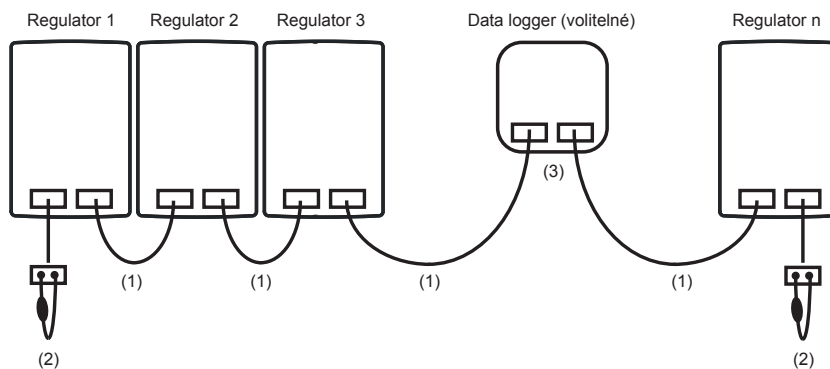 Regulator 1
Regulator 2
Regulator 3
Data logger (volitelné)
Regulator n
(3)
(1)
(1)
(1)
(1)
(2)
(2)